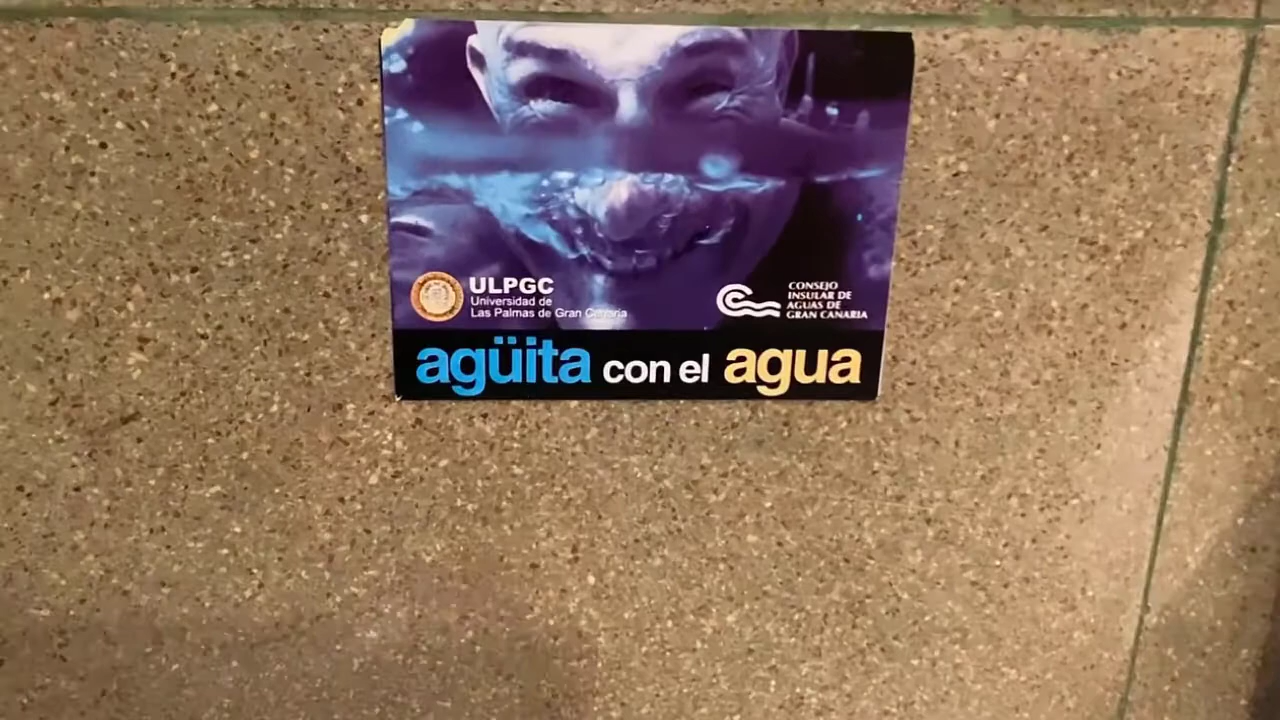 ULPGC
Universidad de
Las Palmas de Gran Canaria
CONSEJO
INSULAR DE
AGUAS DE
GRAN CANARIA
agüita con el agua